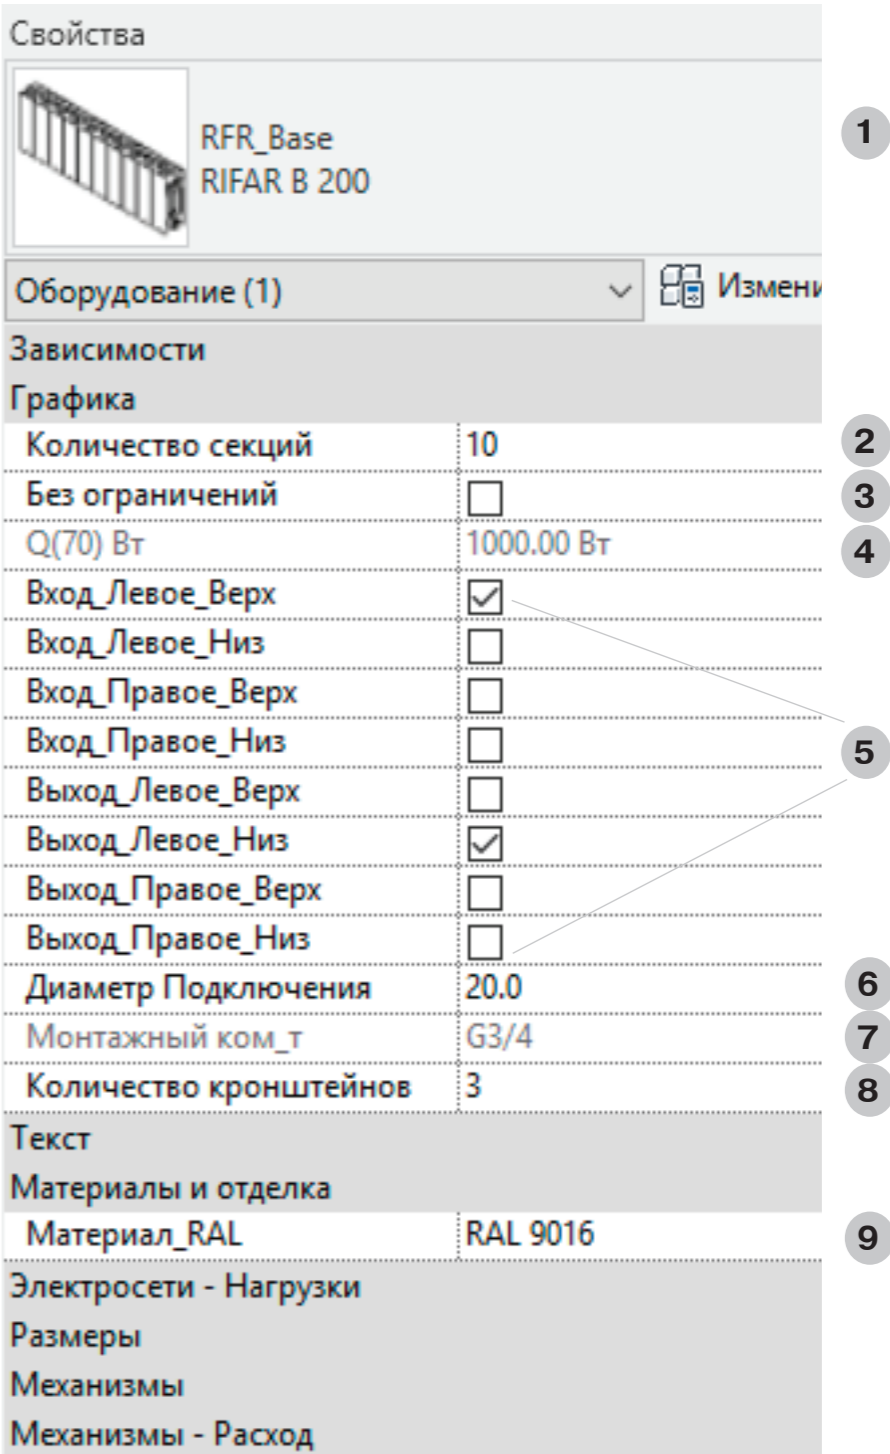 Свойства
RFR_Base
RIFAR B 200
1
Оборудование (1)
Измени
Зависимости
Графика
Количество секций 10 2
Без ограничений 3
Q(70) Вт 1000.00 Вт 4
Вход_Левое_Верх
Вход_Левое_Низ
Вход_Правое_Верх
Вход_Правое_Низ 5
Выход_Левое_Верх
Выход_Левое_Низ
Выход_Правое_Верх
Выход_Правое_Низ
Диаметр Подключения 20.0 6
Монтажный ком_т G3/4 7
Количество кронштейнов 3 8
Текст
Материалы и отделка
Материал_RAL RAL 9016 9
Электросети - Нагрузки
Размеры
Механизмы
Механизмы - Расход